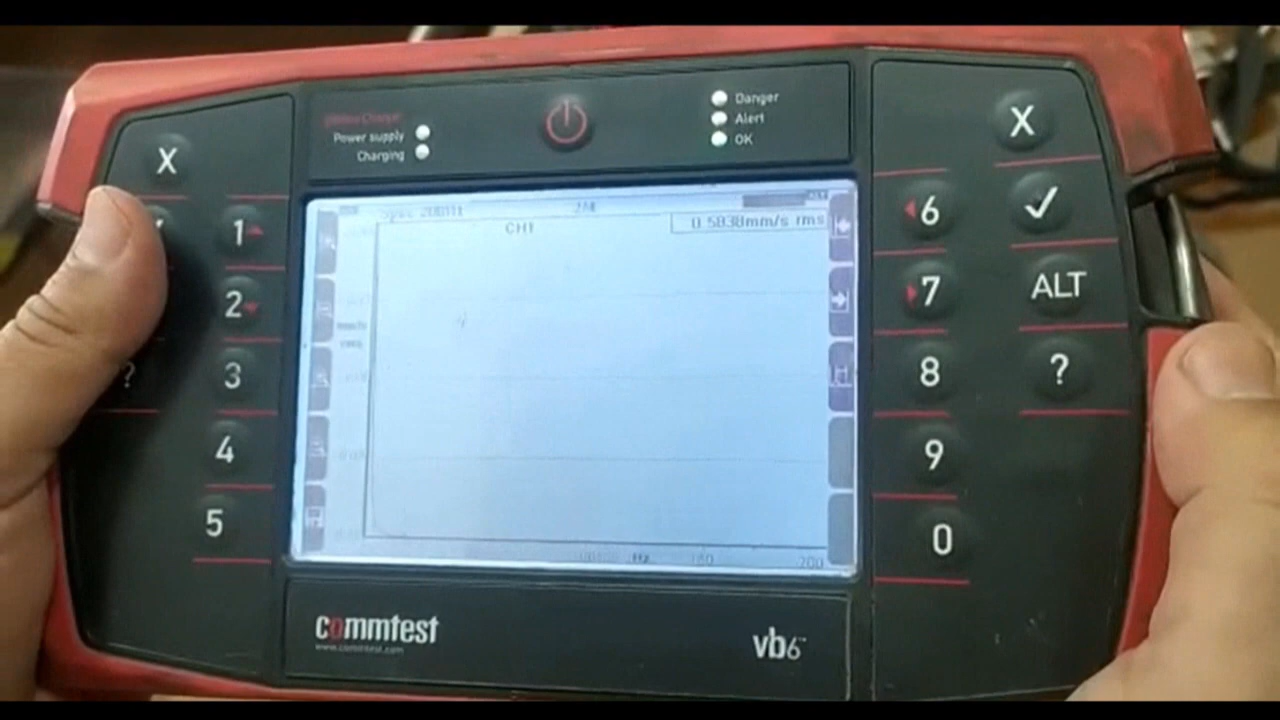 Power supply
Charging
Danger
Alert
OK
X
1
2
?
3
4
5
CH1
0.5838mm/s rms
Hz
200
X
6
7
ALT
8
?
9
0
commtest
www.commtest.com
vb6™